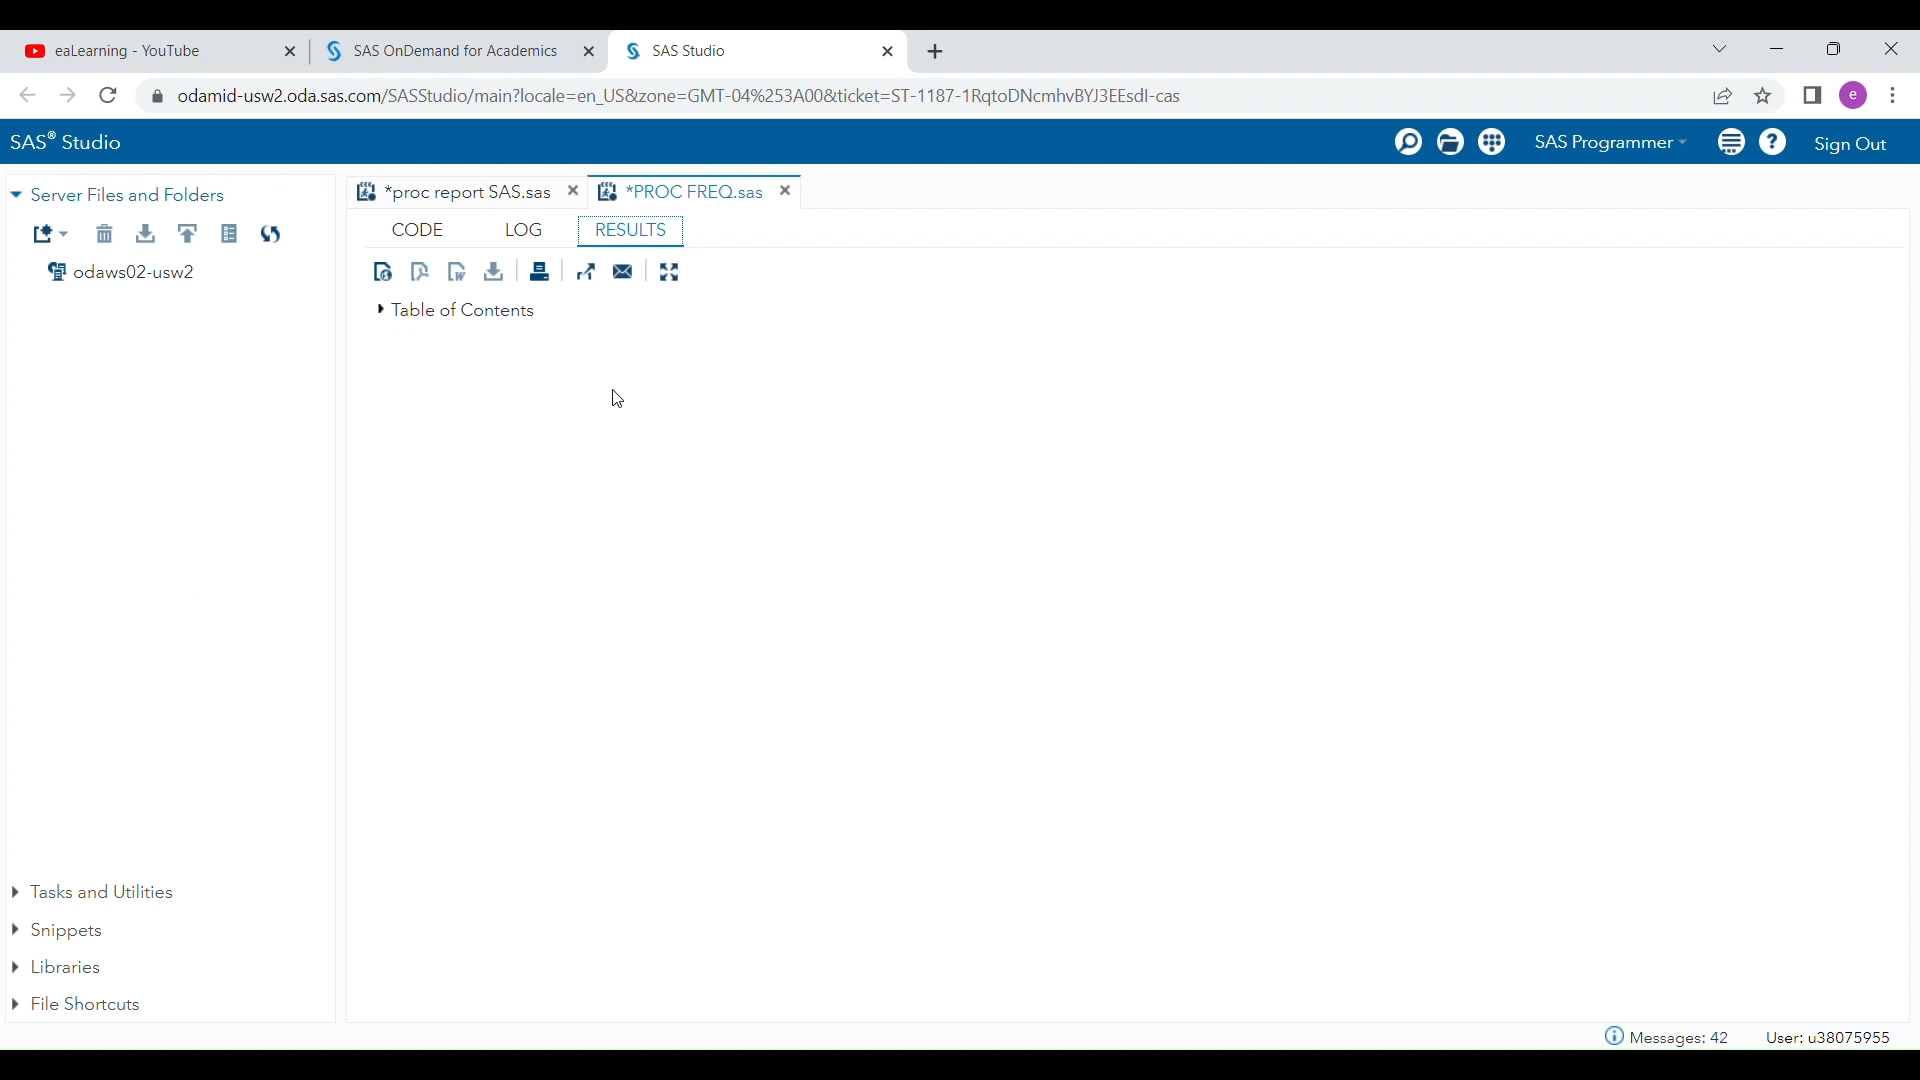 eaLearning - YouTube
SAS OnDemand for Academics
SAS Studio
odamid-usw2.oda.sas.com/SASStudio/main?locale=en_US&zone=GMT-04%253A00&ticket=ST-1187-1RqtoDNcmhvBYJ3EEsdI-cas
e
SAS® Studio
SAS Programmer
Sign Out
Server Files and Folders
*proc report SAS.sas
*PROC FREQ.sas
CODE
LOG
RESULTS
odaws02-usw2
Table of Contents
Tasks and Utilities
Snippets
Libraries
File Shortcuts
Messages: 42
User: u38075955